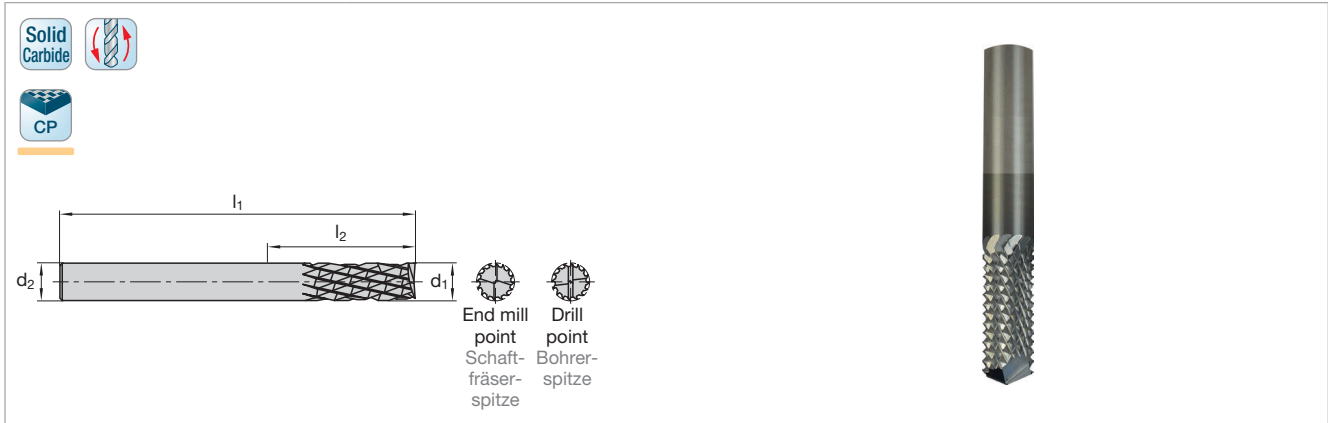 Solid
Carbide
CP
l₁
l₂
d₂
d₁
End mill
point
Schaft-
fräser-
spitze
Drill
point
Bohrer-
spitze